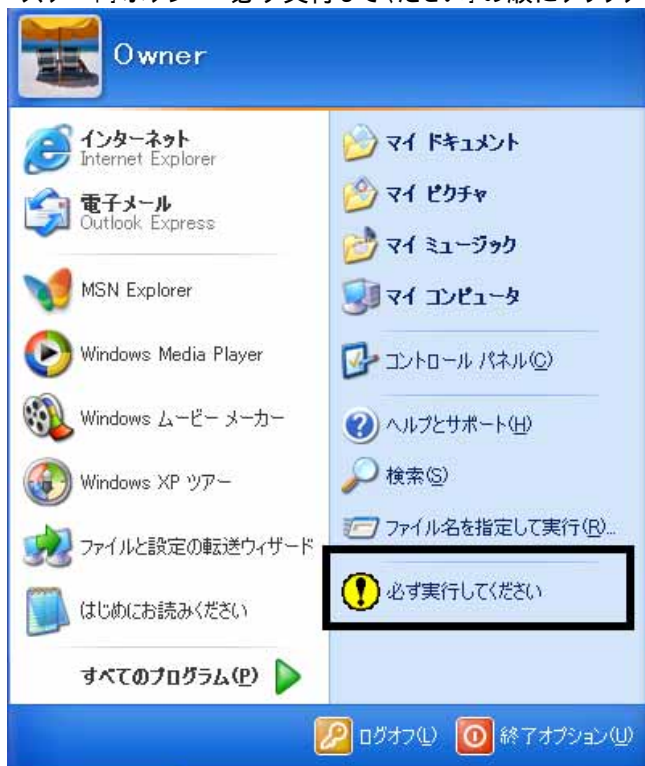 Owner
インターネット
Internet Explorer
電子メール
Outlook Express
MSN Explorer
Windows Media Player
Windows ムービー メーカー
Windows XP ツアー
ファイルと設定の転送ウィザード
はじめにお読みください
すべてのプログラム(P)
マイ ドキュメント
マイ ピクチャ
マイ ミュージック
マイ コンピュータ
コントロール パネル(C)
ヘルプとサポート(H)
検索(S)
ファイル名を指定して実行(R)...
必ず実行してください
ログオフ(L)
終了オプション(U)